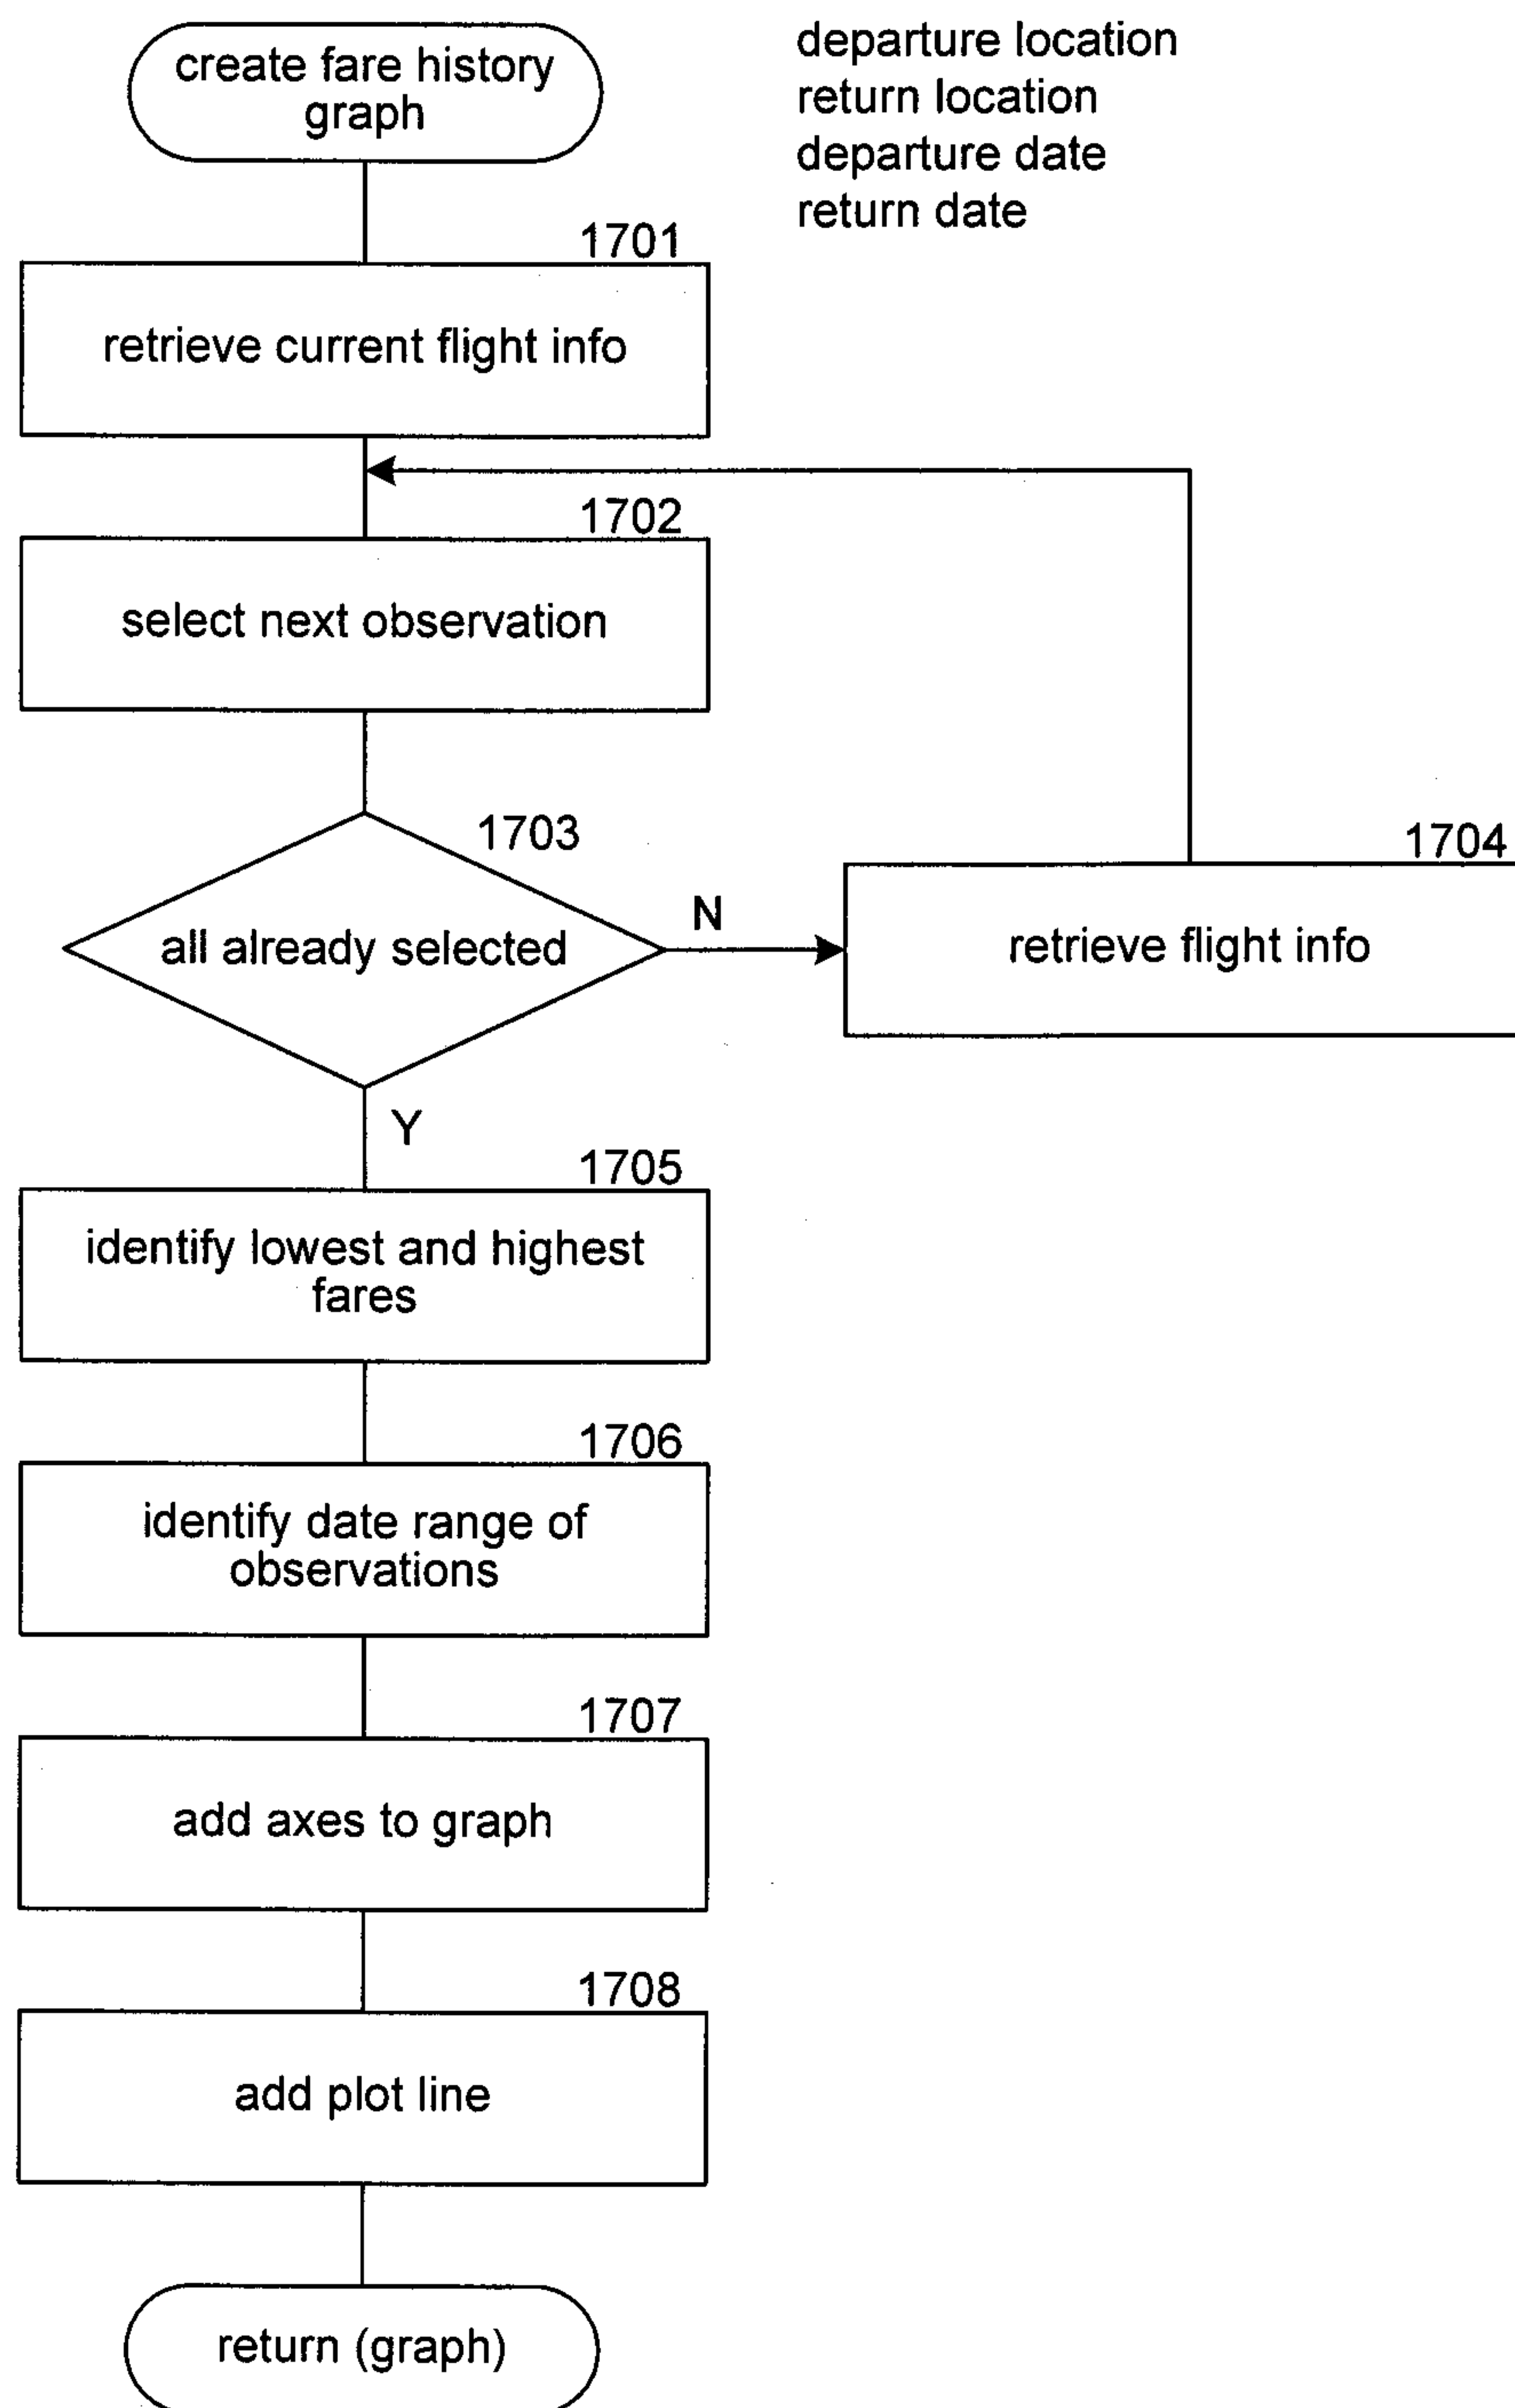 create fare history
graph
departure location
return location
departure date
return date
1701
retrieve current flight info
1702
select next observation
1703
all already selected
N
1704
retrieve flight info
Y
1705
identify lowest and highest
fares
1706
identify date range of
observations
1707
add axes to graph
1708
add plot line
return (graph)